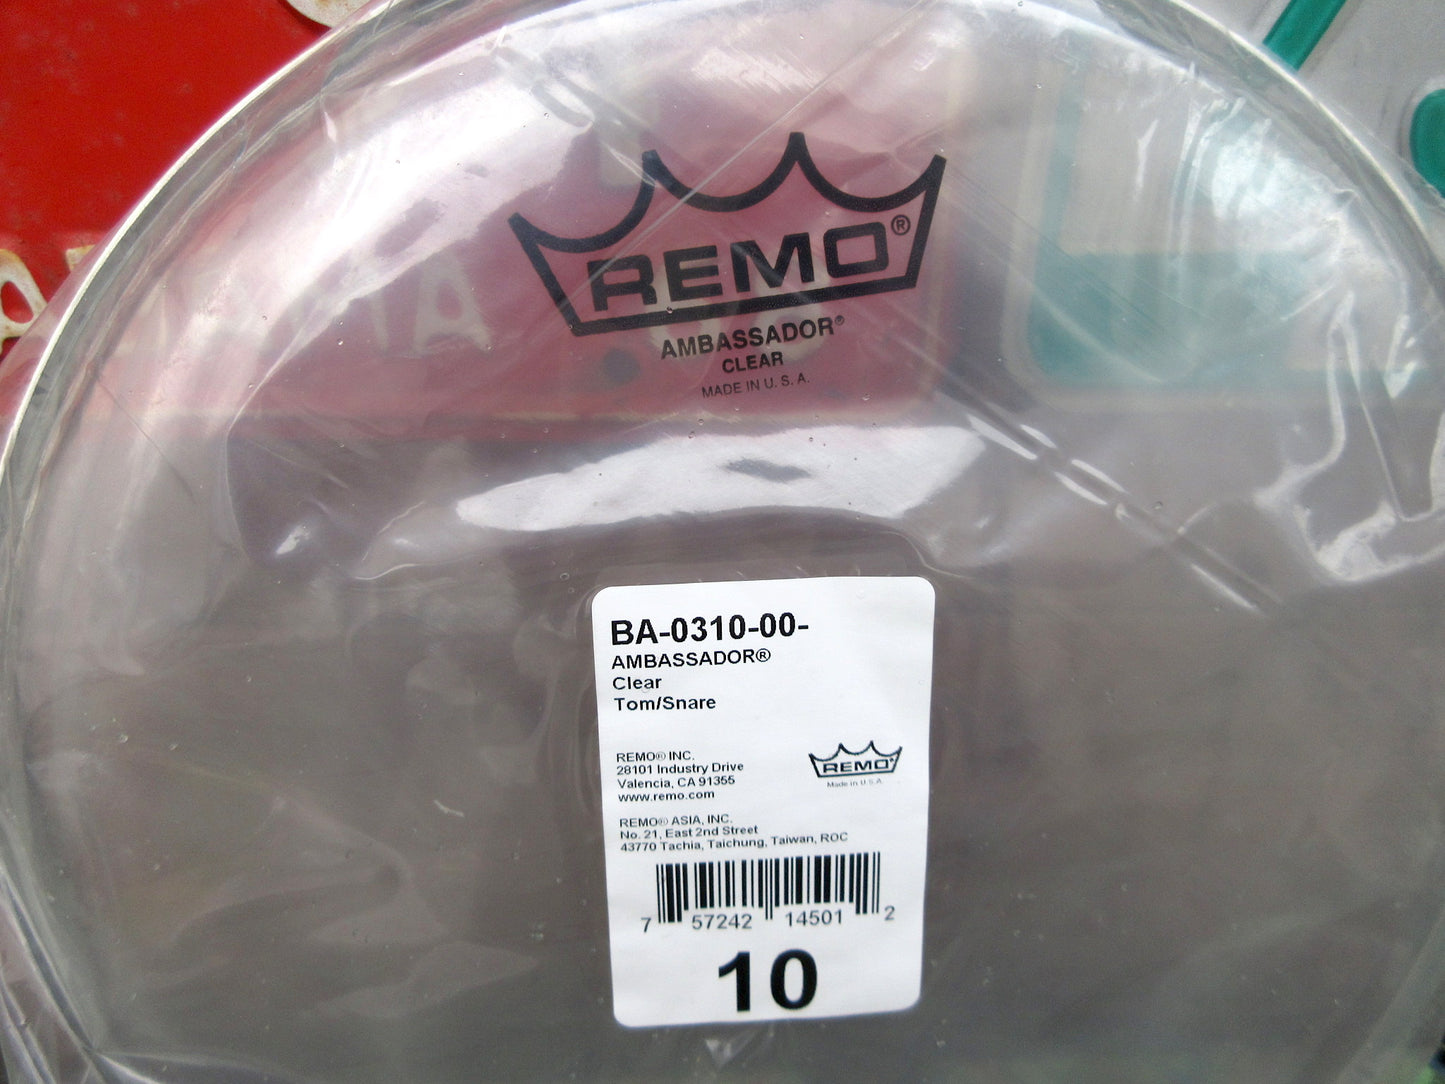 REMO®
AMBASSADOR®
CLEAR
MADE IN U.S.A.
BA-0310-00-
AMBASSADOR®
Clear
Tom/Snare
REMO® INC.
28101 Industry Drive
Valencia, CA 91355
www.remo.com
REMO®
Made in U.S.A.
REMO® ASIA, INC.
No. 21, East 2nd Street
43770 Tachia, Taichung, Taiwan, ROC
7 57242 14501 2
10